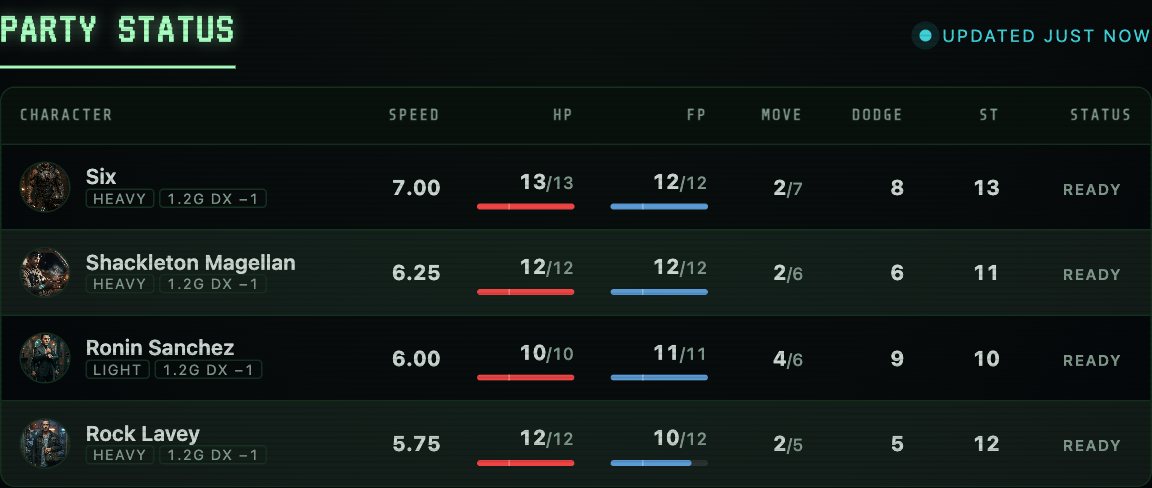 PARTY STATUS
UPDATED JUST NOW
CHARACTER SPEED HP FP MOVE DODGE ST STATUS
Six
HEAVY 1.2G DX −1
7.00 13/13 12/12 2/7 8 13 READY
Shackleton Magellan
HEAVY 1.2G DX −1
6.25 12/12 12/12 2/6 6 11 READY
Ronin Sanchez
LIGHT 1.2G DX −1
6.00 10/10 11/11 4/6 9 10 READY
Rock Lavey
HEAVY 1.2G DX −1
5.75 12/12 10/12 2/5 5 12 READY